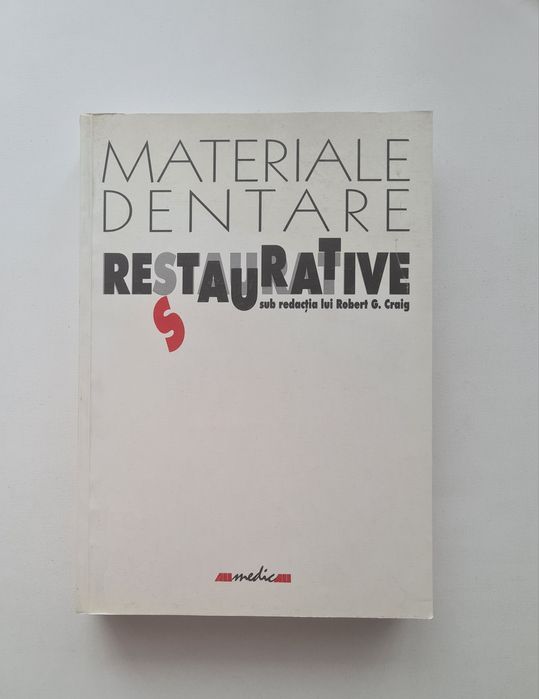 MATERIALE
DENTARE
RESTAURATIVE
sub redacția lui Robert G. Craig
S
medic